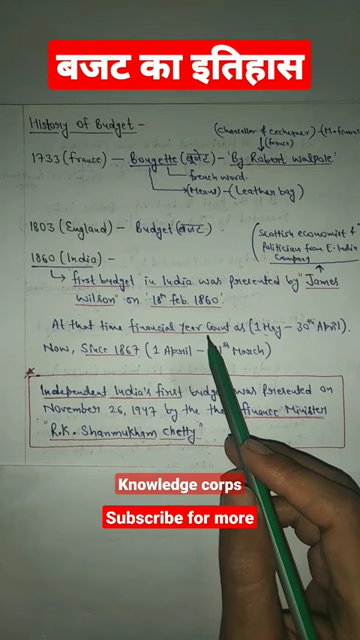 बजट का इतिहास
History of Budget -
(Chancellor of exchequer)-(M.
(France)
1733 (france) - Bougette (बुगेट) - 'By Robert Walpole'
french word.
Means - (Leather bag)
1803 (England) - Budget (बजट)
(Scottish economist &
Politician from E. India
Company)
1860 (India) -
first budget in India was presented by "James
Wilson" on '18th feb. 1860'
At that time financial year count as (1 May - 30th April).
Now, Since 1867 (1 April - March)
Independent India's first budget was presented on
November 26, 1947 by the the finance Minister
"R.K. Shanmukham Chetty"
Knowledge corps
Subscribe for more